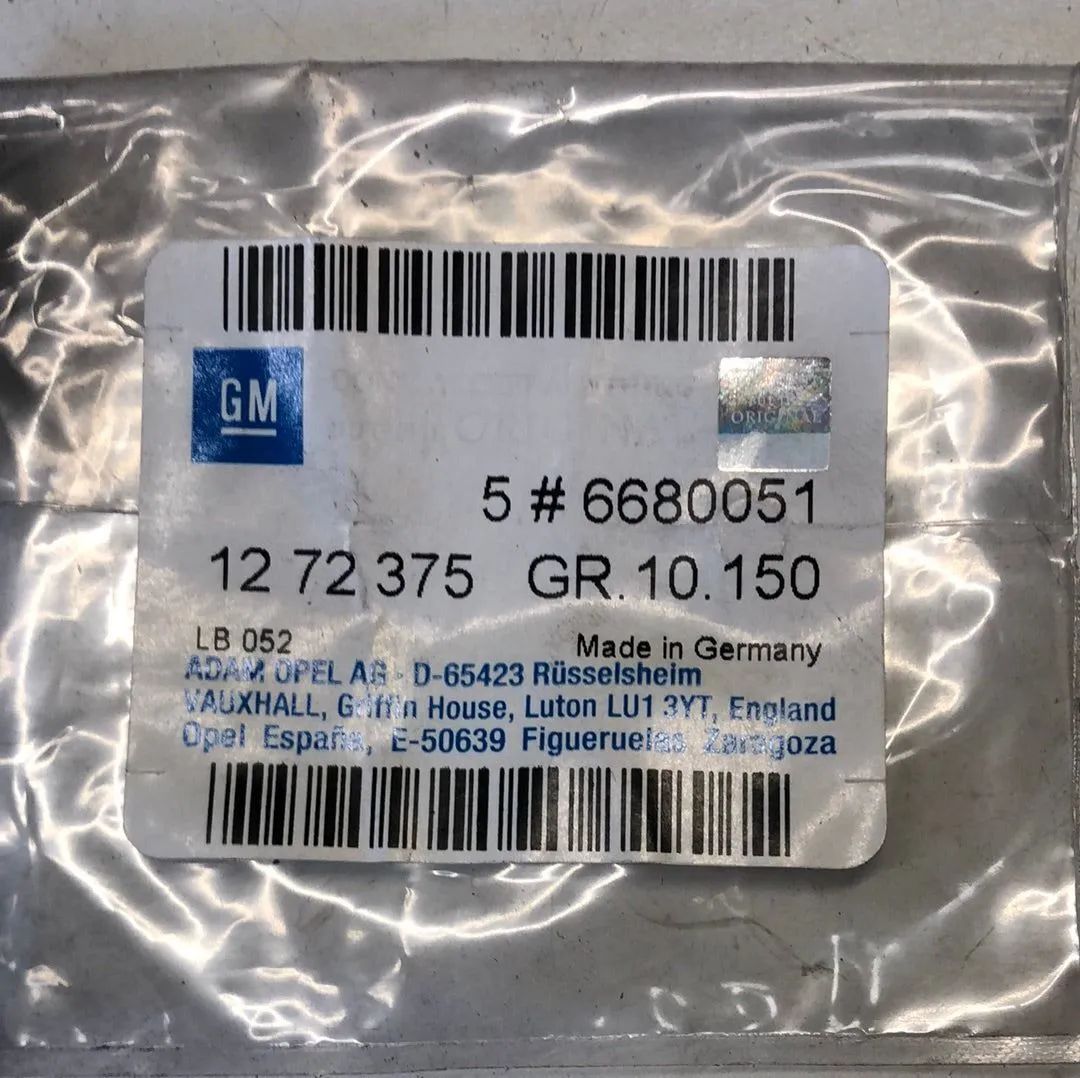 GM
ORIGINAL
5 # 6680051
12 72 375 GR. 10. 150
LB 052 Made in Germany
ADAM OPEL AG - D-65423 Rüsselsheim
VAUXHALL, Griffin House, Luton LU1 3YT, England
Opel España, E-50639 Figueruelas Zaragoza